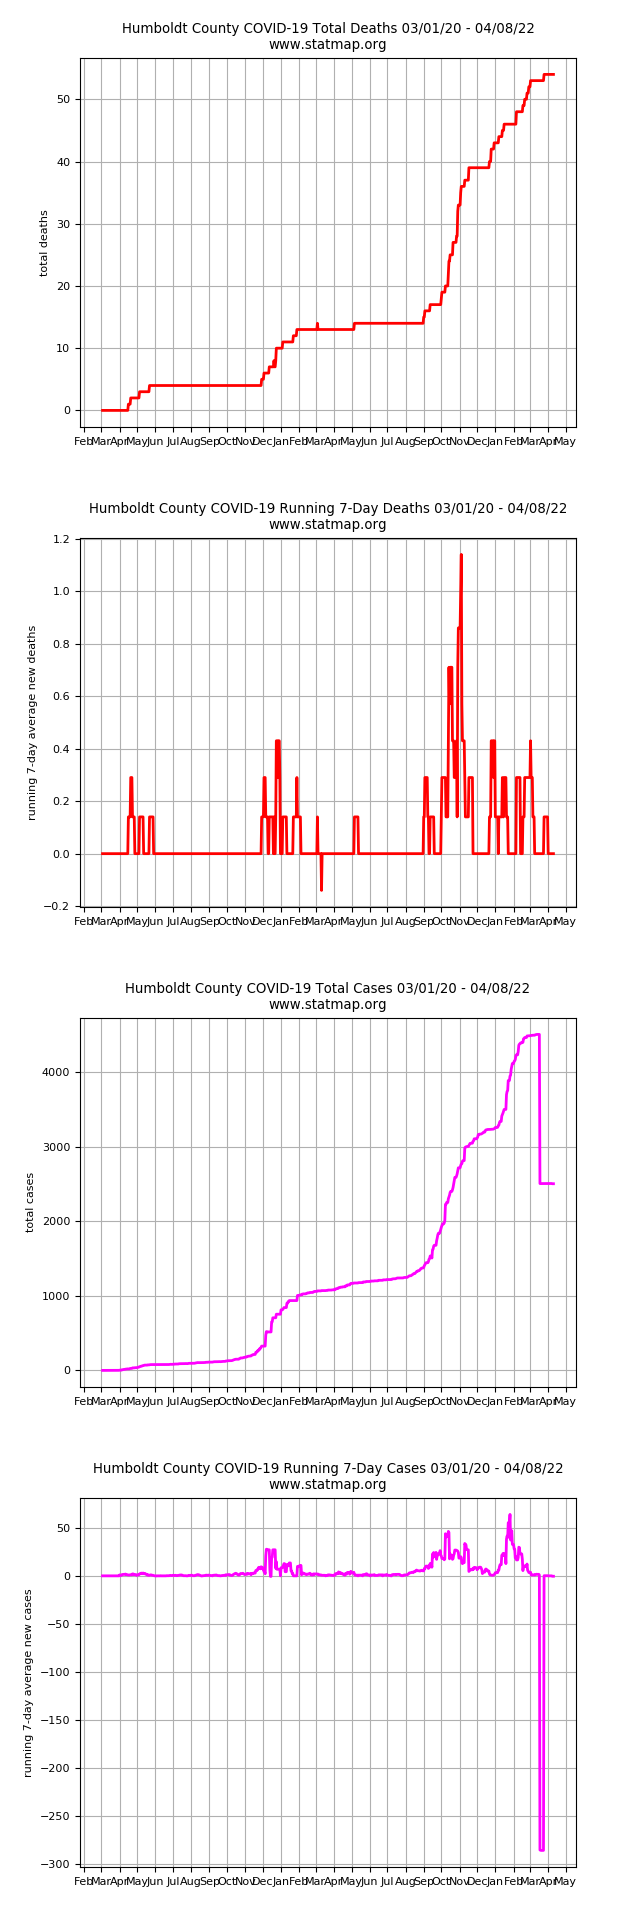 Humboldt County COVID-19 Total Deaths 03/01/20 - 04/08/22
www.statmap.org
50
40
30
20
10
0
total deaths
Feb Mar Apr May Jun Jul Aug Sep Oct Nov Dec Jan Feb Mar Apr May Jun Jul Aug Sep Oct Nov Dec Jan Feb Mar Apr May
Humboldt County COVID-19 Running 7-Day Deaths 03/01/20 - 04/08/22
www.statmap.org
1.2
1.0
0.8
0.6
0.4
0.2
0.0
−0.2
running 7-day average new deaths
Feb Mar Apr May Jun Jul Aug Sep Oct Nov Dec Jan Feb Mar Apr May Jun Jul Aug Sep Oct Nov Dec Jan Feb Mar Apr May
Humboldt County COVID-19 Total Cases 03/01/20 - 04/08/22
www.statmap.org
4000
3000
2000
1000
0
total cases
Feb Mar Apr May Jun Jul Aug Sep Oct Nov Dec Jan Feb Mar Apr May Jun Jul Aug Sep Oct Nov Dec Jan Feb Mar Apr May
Humboldt County COVID-19 Running 7-Day Cases 03/01/20 - 04/08/22
www.statmap.org
50
0
−50
−100
−150
−200
−250
−300
running 7-day average new cases
Feb Mar Apr May Jun Jul Aug Sep Oct Nov Dec Jan Feb Mar Apr May Jun Jul Aug Sep Oct Nov Dec Jan Feb Mar Apr May